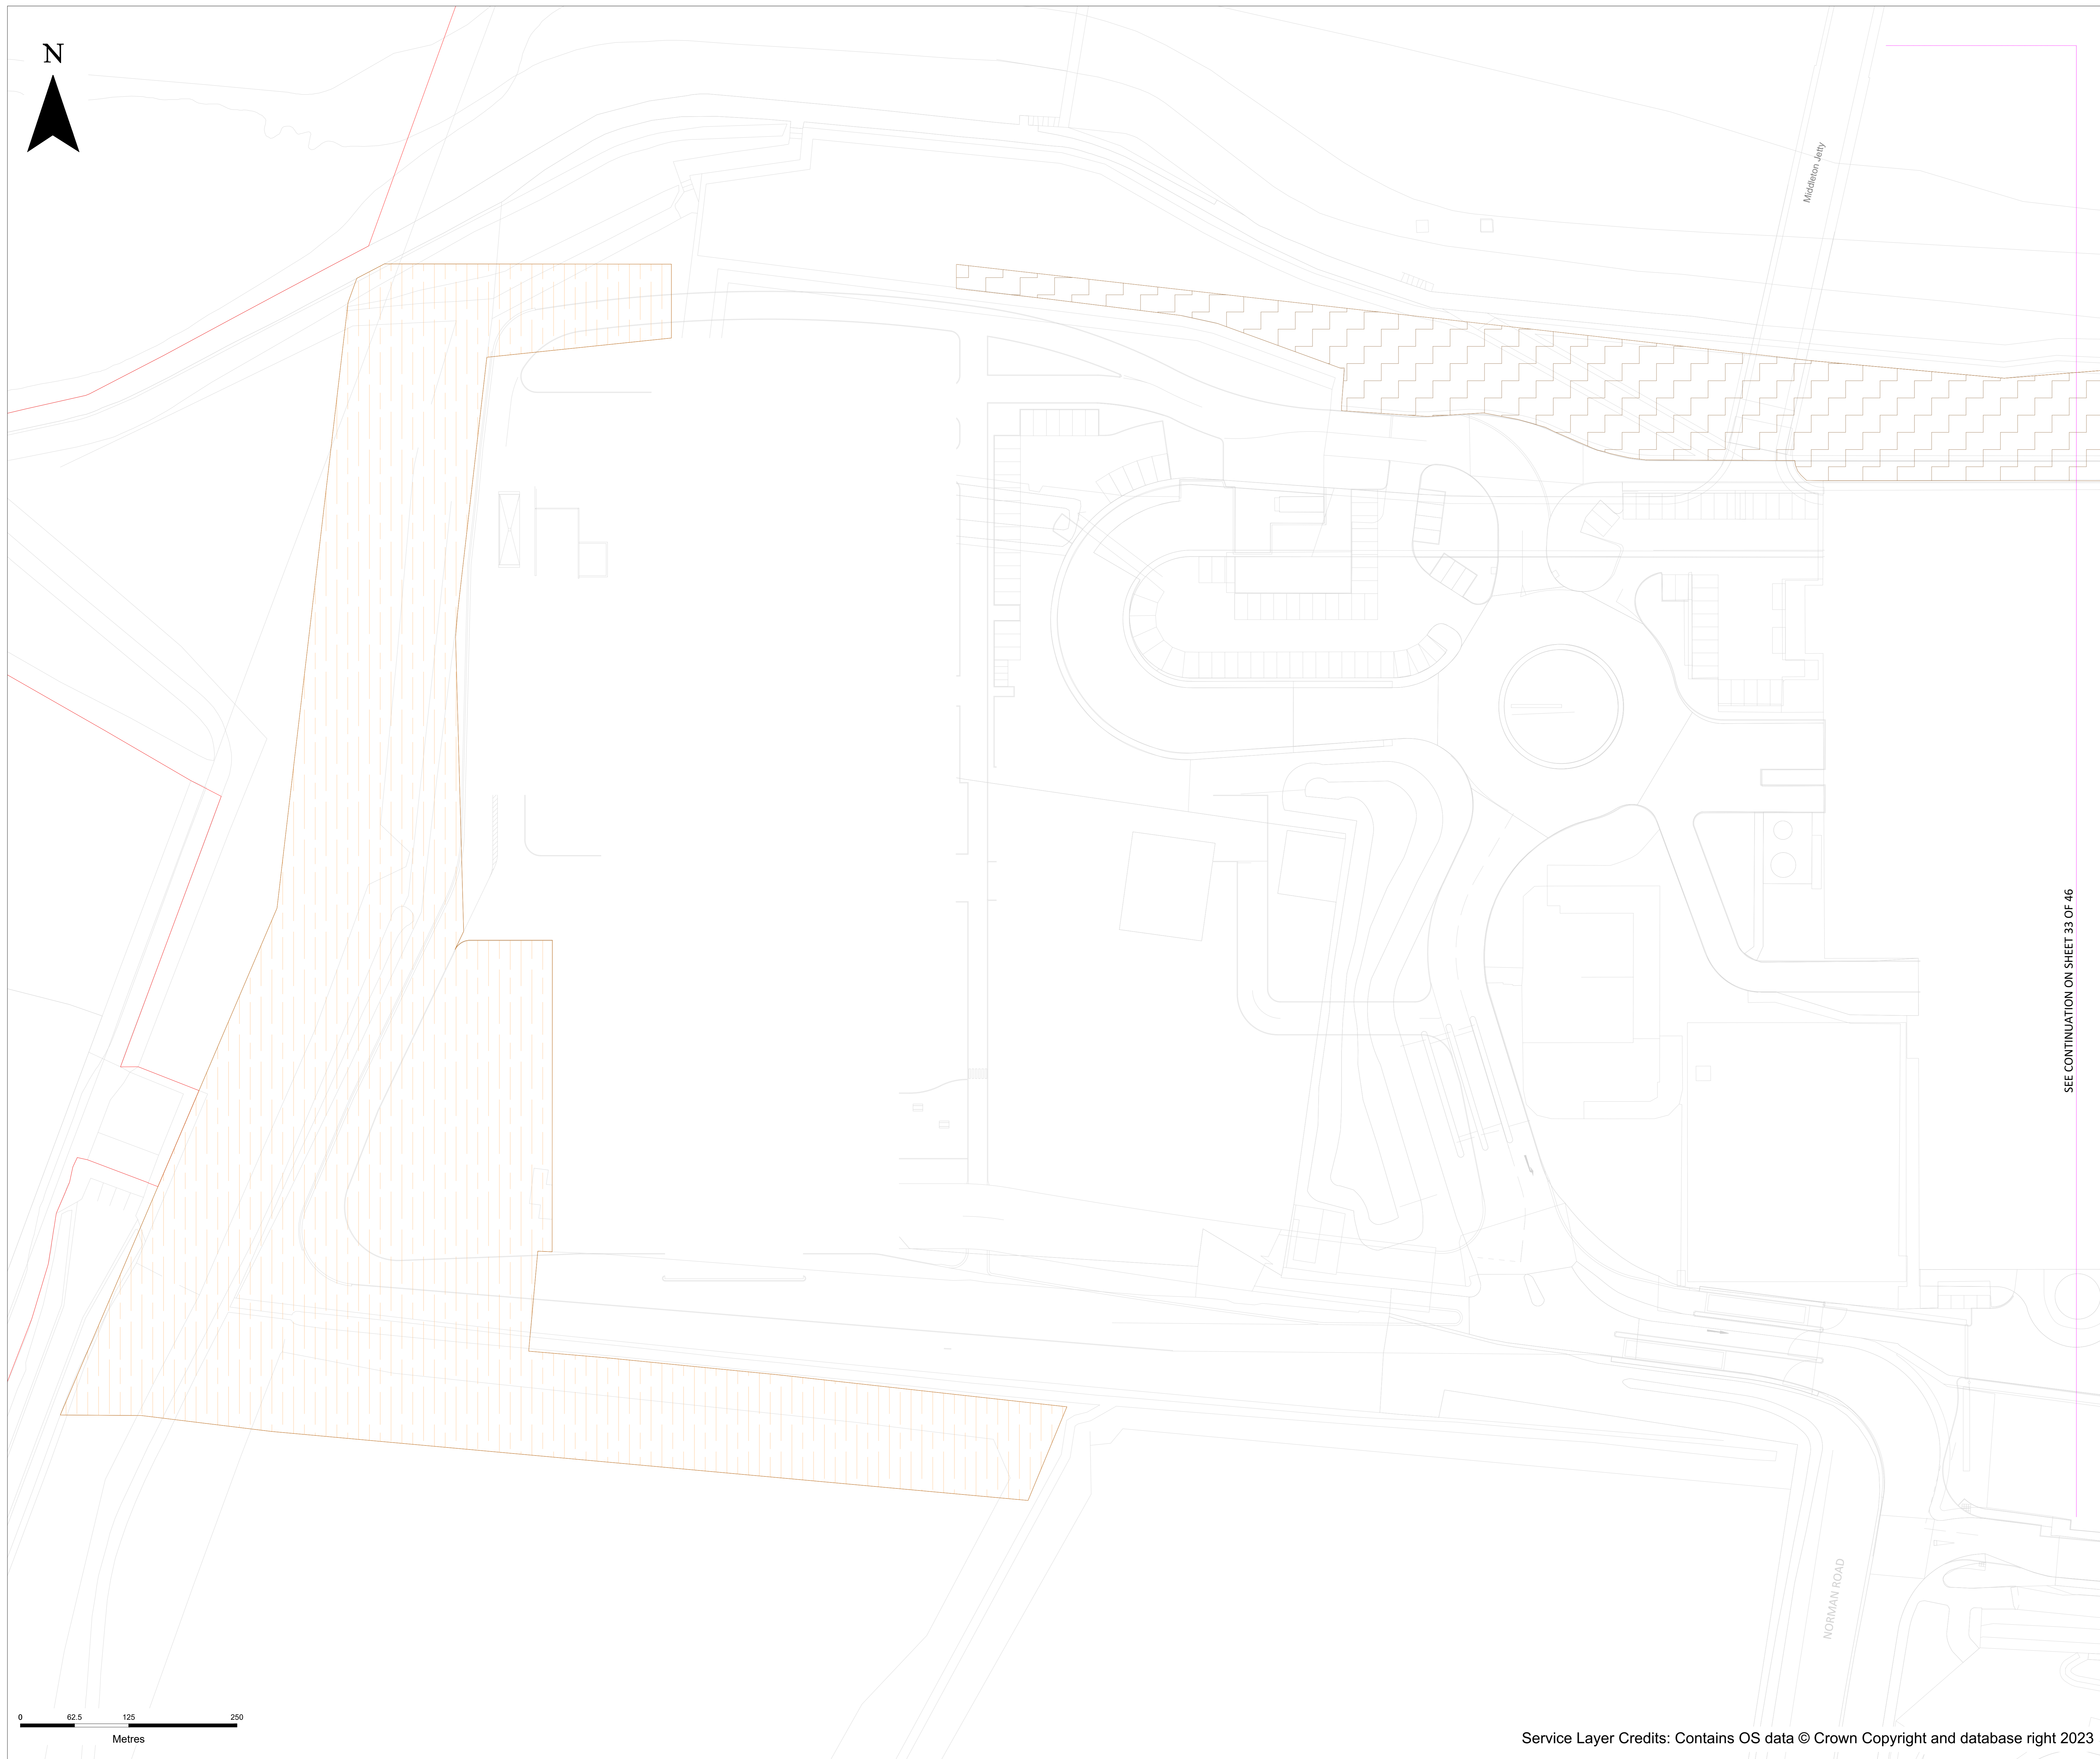 N
Middleton Jetty
SEE CONTINUATION ON SHEET 33 OF 46
NORMAN ROAD
0 62.5 125 250
Metres
Service Layer Credits: Contains OS data © Crown Copyright and database right 2023